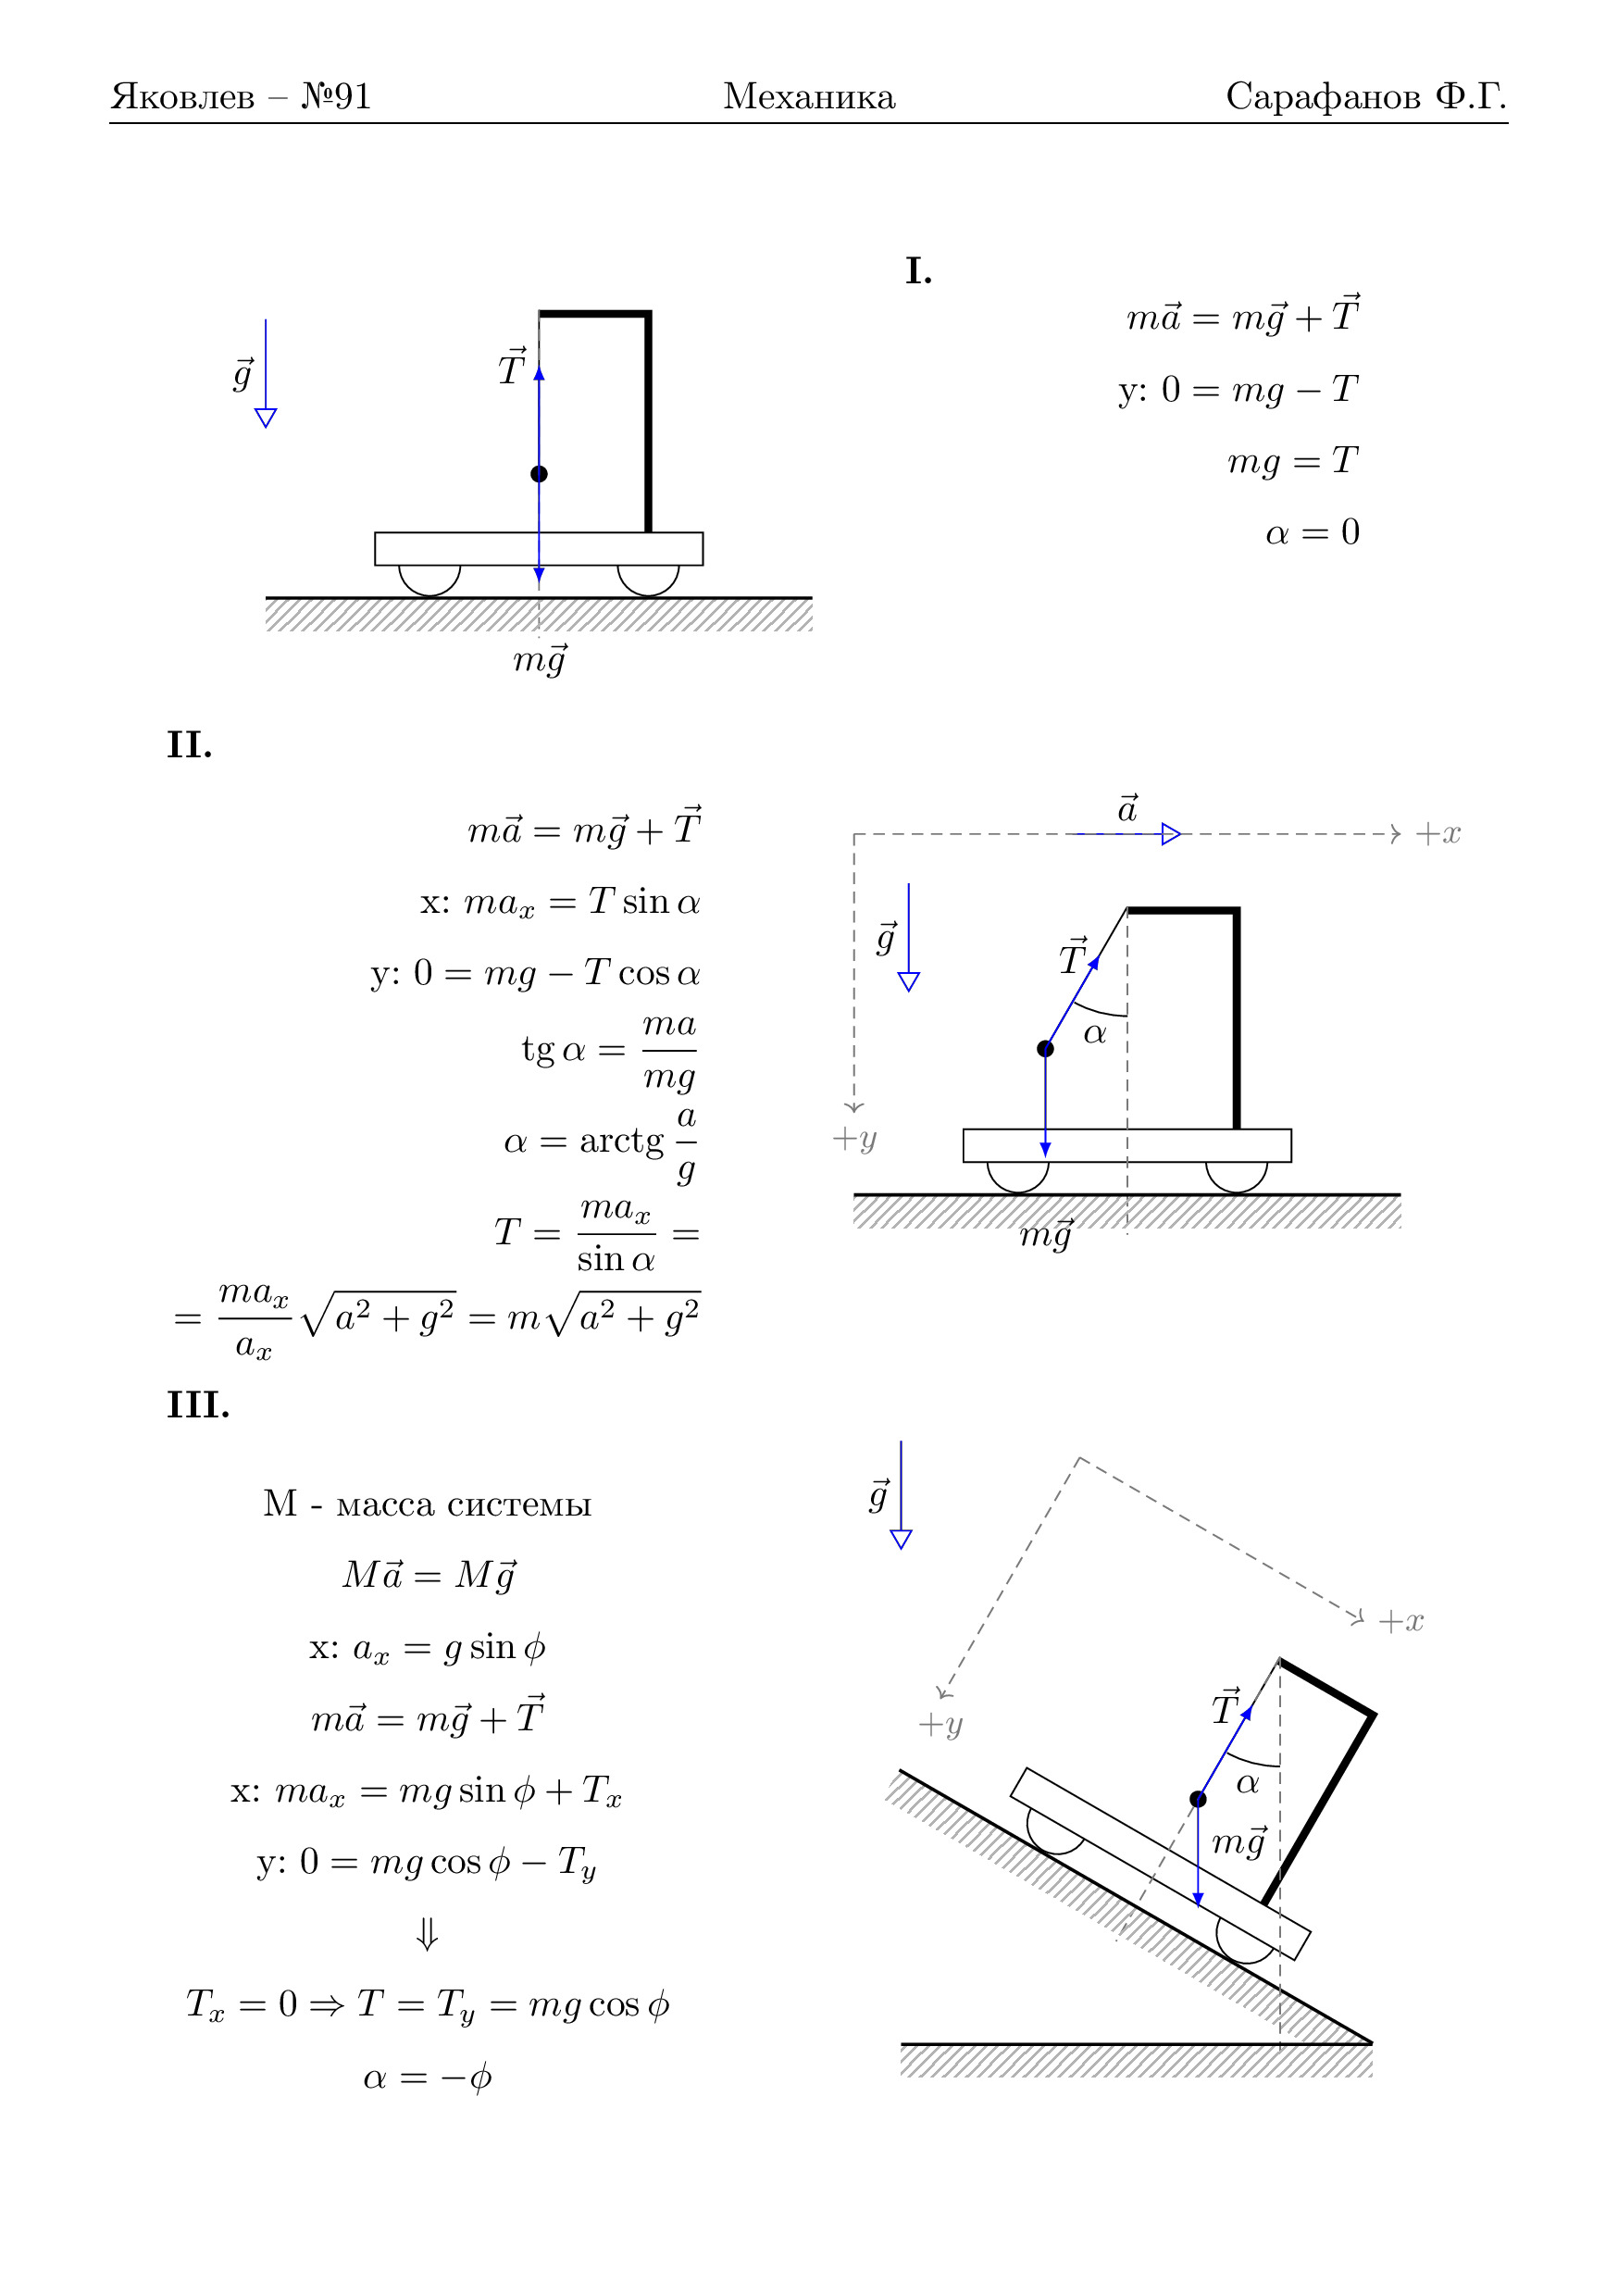 Яковлев – №91 Механика Сарафанов Ф.Г.
I.
$m\vec{a} = m\vec{g} + \vec{T}$
y: $0 = mg - T$
$mg = T$
$\alpha = 0$
$\vec{g}$
$\vec{T}$
$m\vec{g}$
II.
$m\vec{a} = m\vec{g} + \vec{T}$
x: $ma_x = T \sin\alpha$
y: $0 = mg - T\cos\alpha$
$\operatorname{tg}\alpha = \frac{ma}{mg}$
$\alpha = \operatorname{arctg}\frac{a}{g}$
$T = \frac{ma_x}{\sin\alpha} =$
$= \frac{ma_x}{a_x}\sqrt{a^2 + g^2} = m\sqrt{a^2 + g^2}$
$\vec{a}$
$+x$
$\vec{g}$
$\vec{T}$
$\alpha$
$+y$
$m\vec{g}$
III.
М - масса системы
$M\vec{a} = M\vec{g}$
x: $a_x = g\sin\phi$
$m\vec{a} = m\vec{g} + \vec{T}$
x: $ma_x = mg\sin\phi + T_x$
y: $0 = mg\cos\phi - T_y$
⇓
$T_x = 0 \Rightarrow T = T_y = mg\cos\phi$
$\alpha = -\phi$
$\vec{g}$
$+x$
$\vec{T}$
$+y$
$\alpha$
$m\vec{g}$